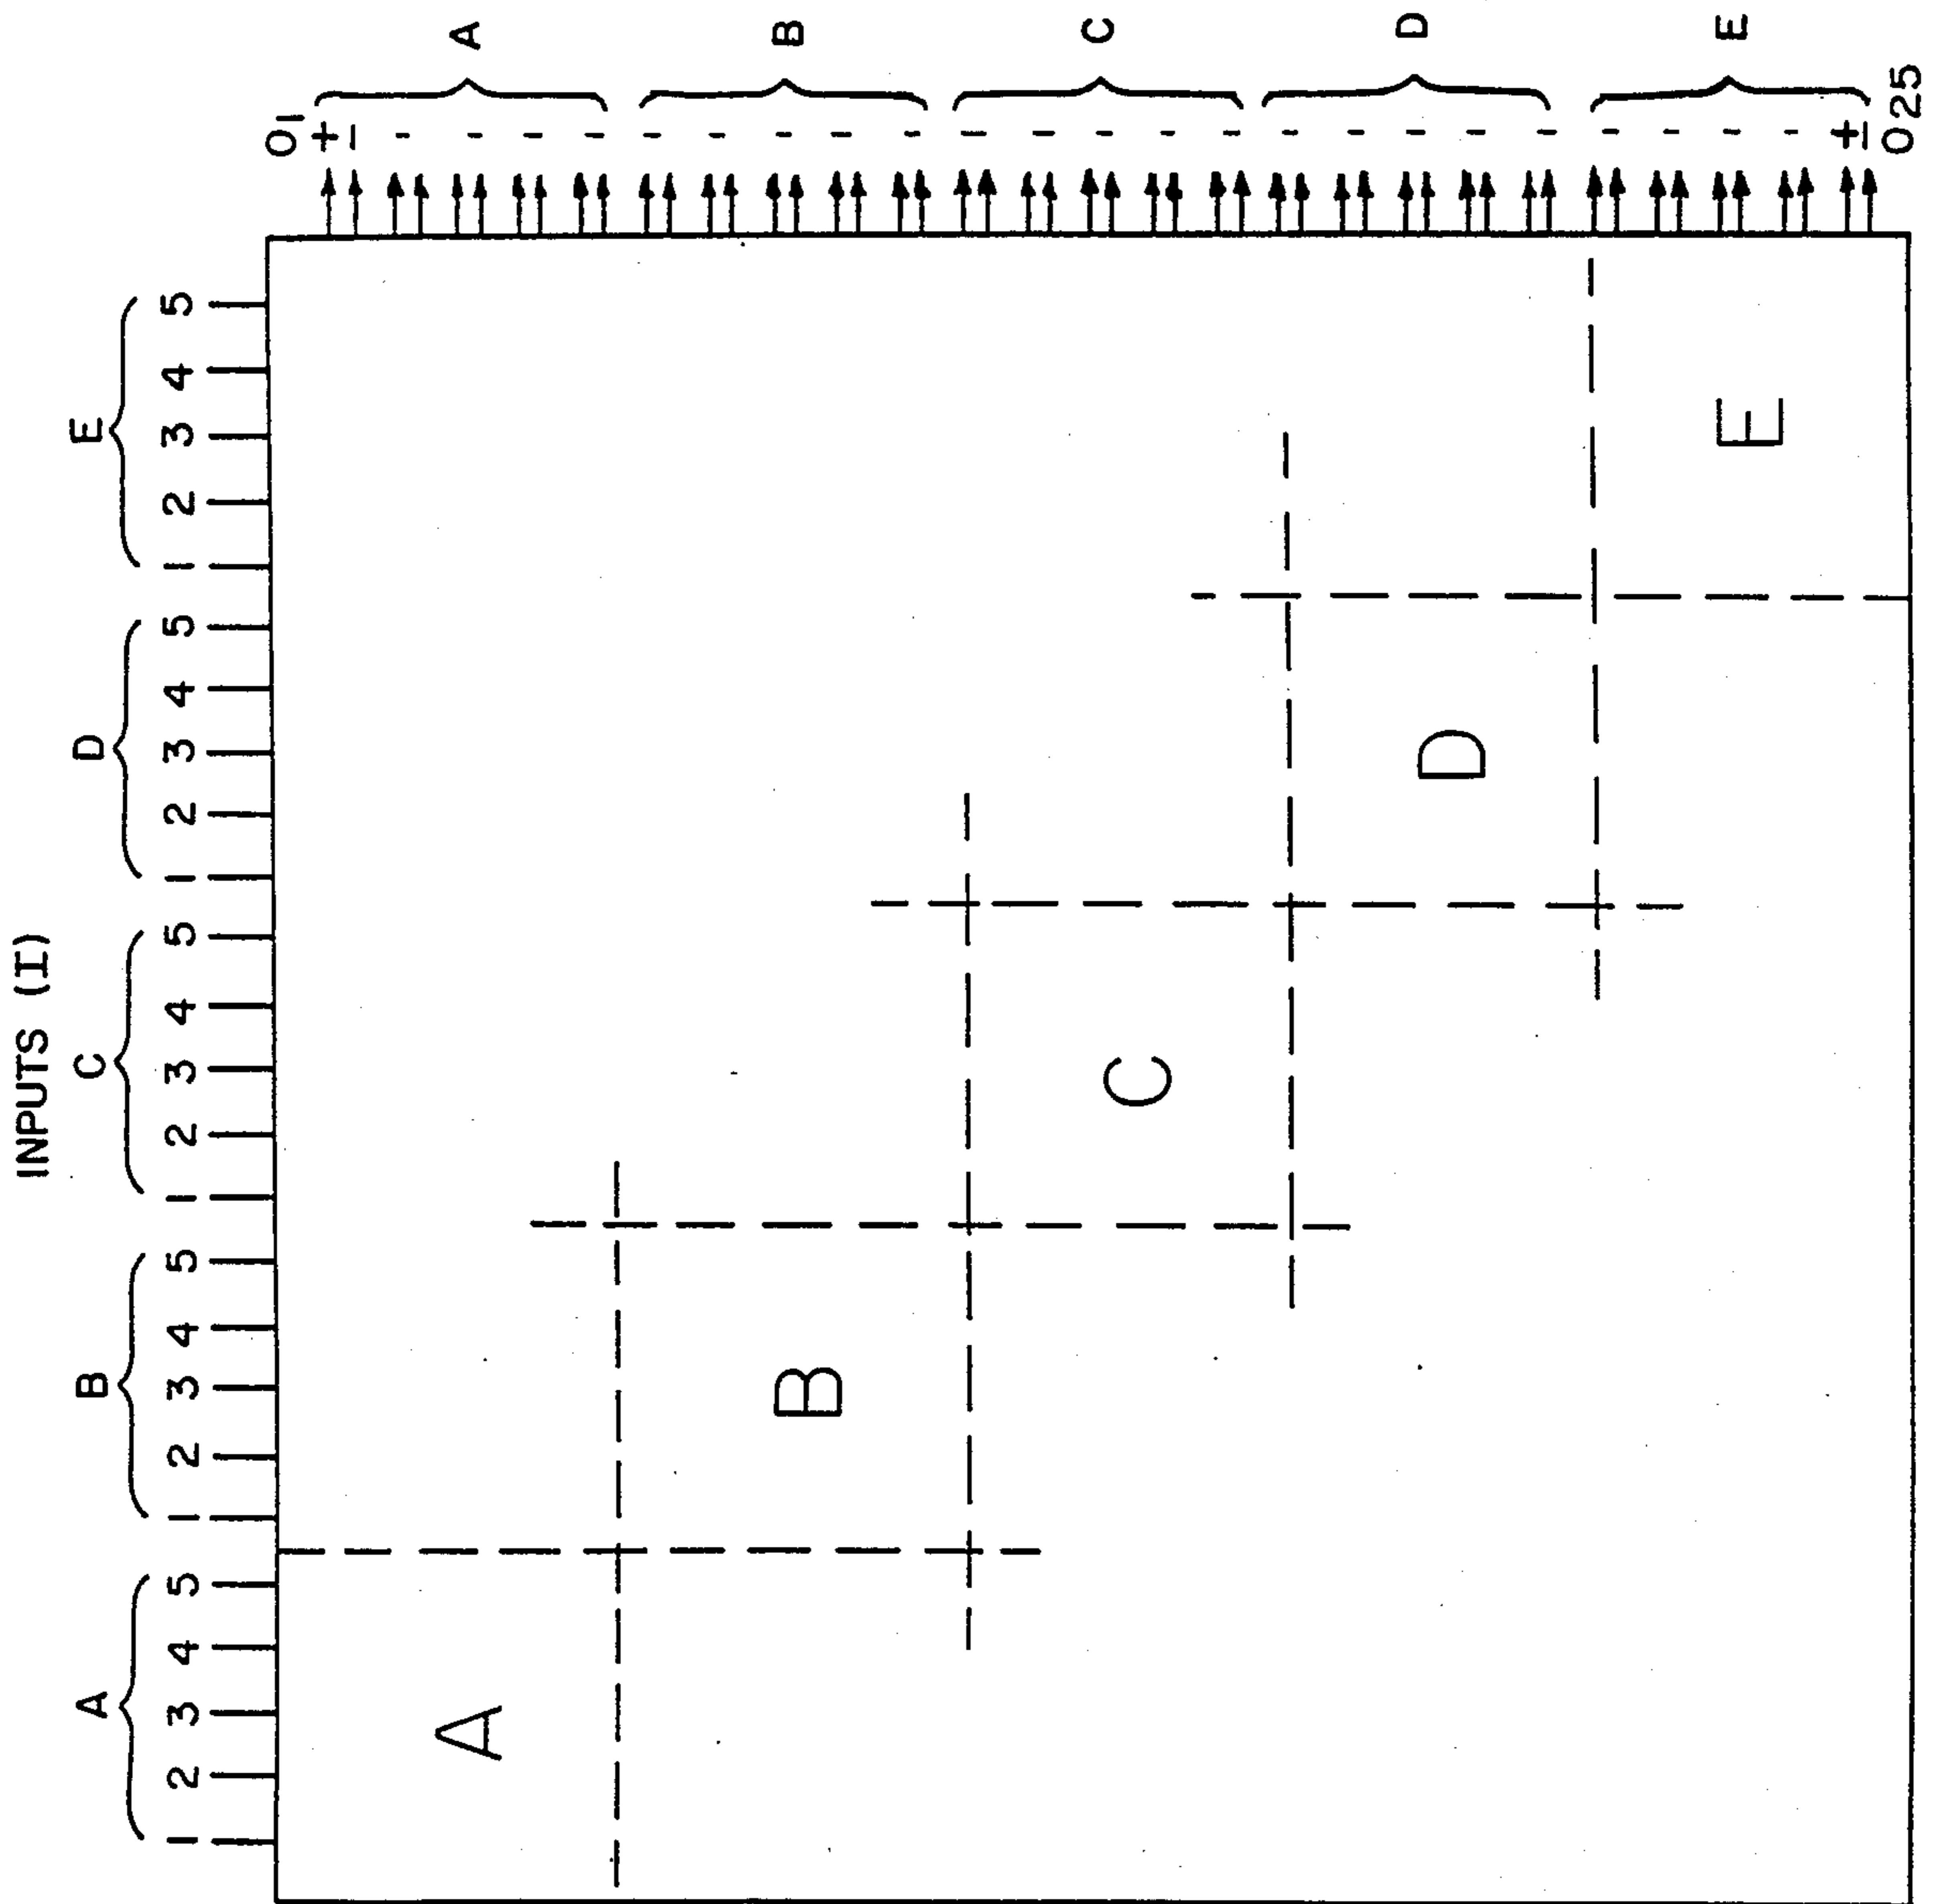 INPUTS (I)
A B C D E
1 2 3 4 5 1 2 3 4 5 1 2 3 4 5 1 2 3 4 5 1 2 3 4 5
O1
+
−
A A
B B
C C
D D
E E
+
−
O25